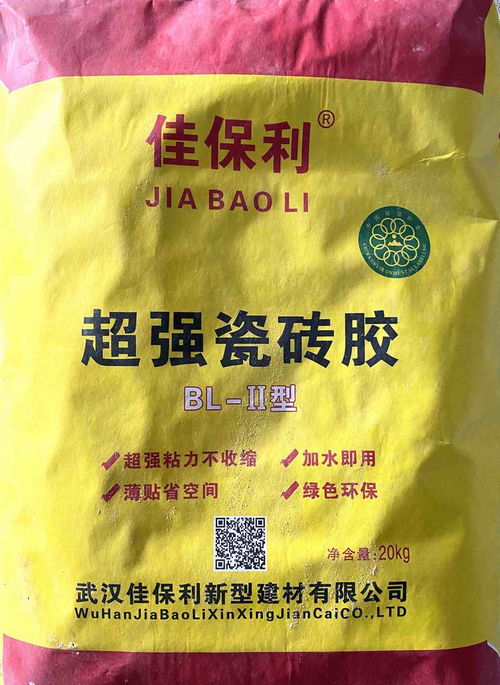 佳保利®
JIA BAO LI
超强瓷砖胶
BL-II型
超强粘力不收缩 加水即用
薄贴省空间 绿色环保
净含量:20kg
武汉佳保利新型建材有限公司
WuHanJiaBaoLiXinXingJianCaiCO.,LTD